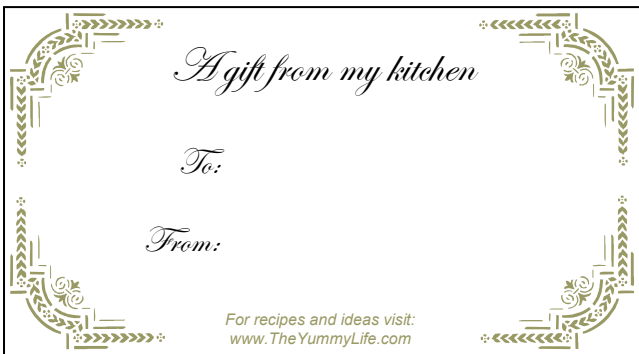 A gift from my kitchen
To:
From:
For recipes and ideas visit:
www.TheYummyLife.com